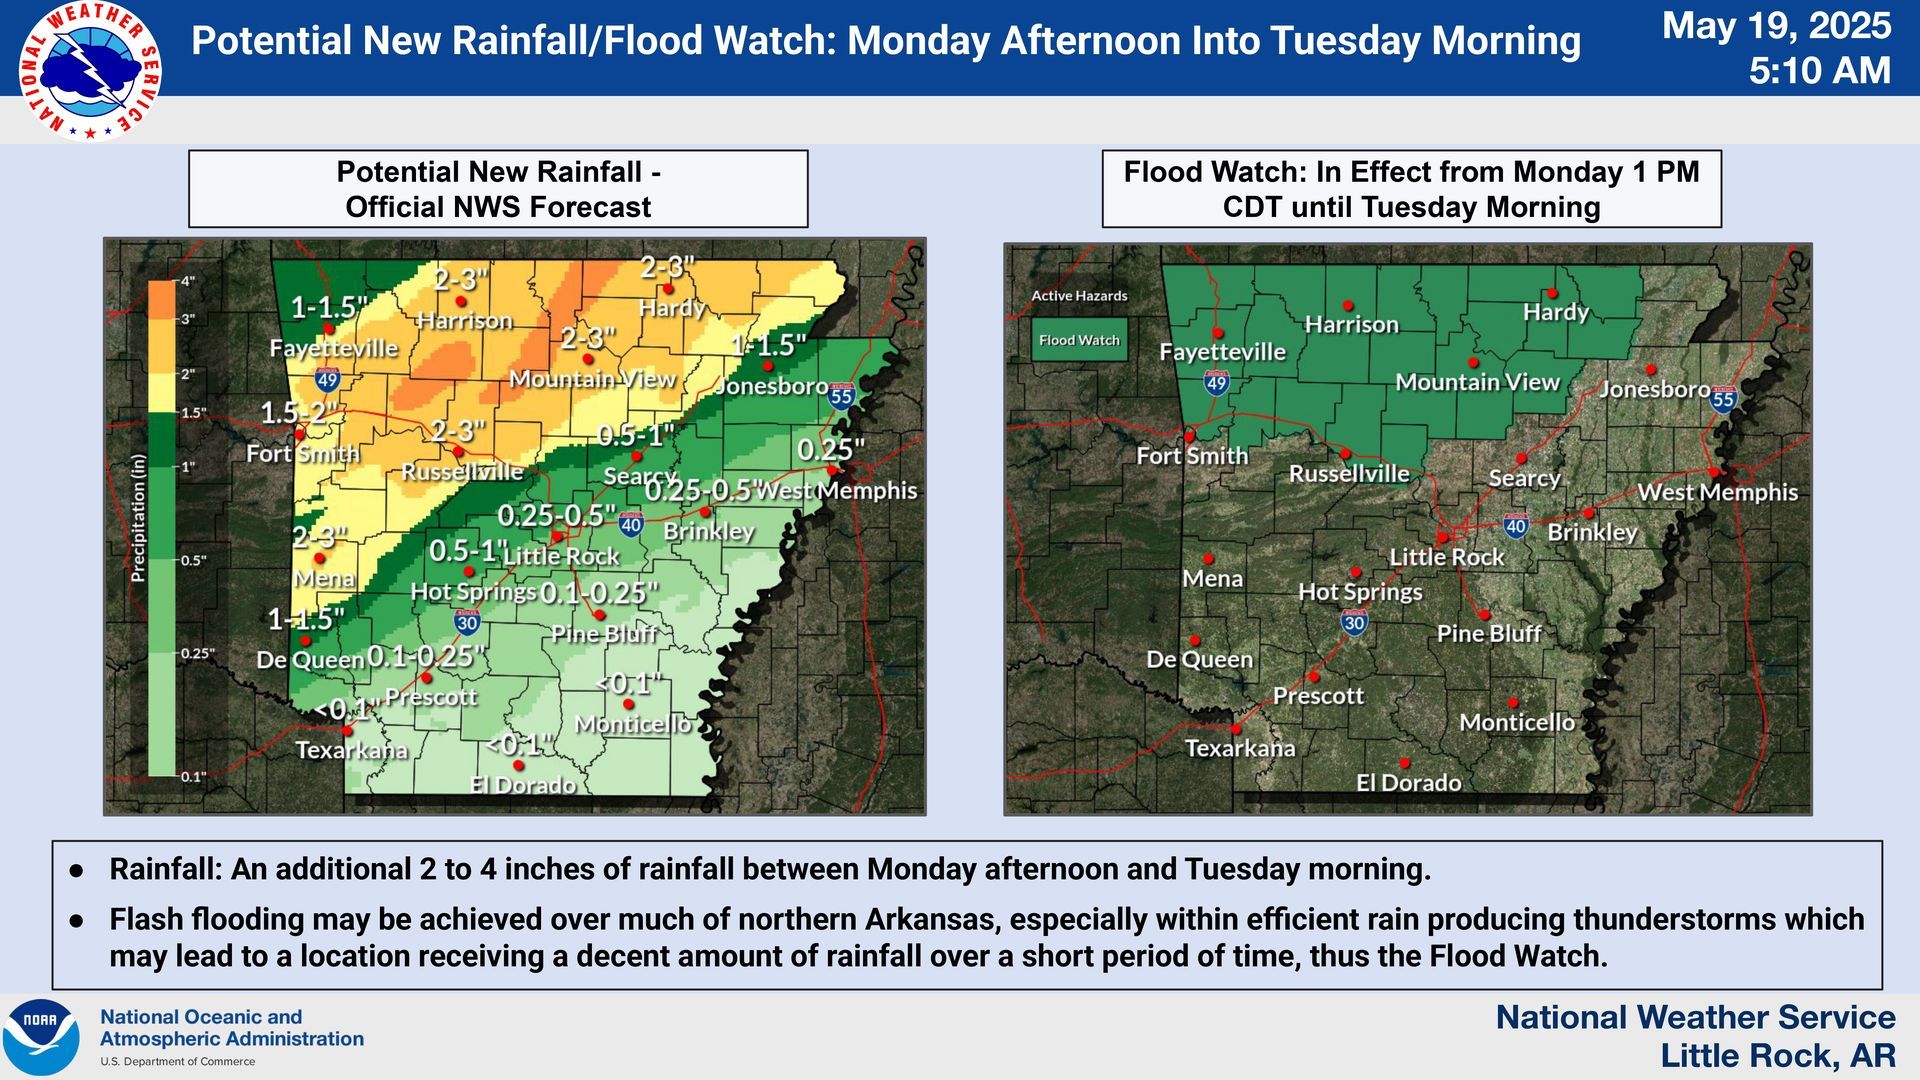 NATIONAL WEATHER SERVICE
Potential New Rainfall/Flood Watch: Monday Afternoon Into Tuesday Morning
May 19, 2025
5:10 AM
Potential New Rainfall -
Official NWS Forecast
Flood Watch: In Effect from Monday 1 PM
CDT until Tuesday Morning
Precipitation (in)
4"
3"
2"
1.5"
1"
0.5"
0.25"
0.1"
2-3"
Harrison
2-3"
Hardy
1-1.5"
Fayetteville
49
2-3"
Mountain View
1-1.5"
Jonesboro
55
1.5-2"
Fort Smith
2-3"
Russellville
0.5-1"
Searcy
0.25"
West Memphis
0.25-0.5"
Brinkley
0.25-0.5"
Little Rock
40
2-3"
Mena
0.5-1"
Hot Springs
30
0.1-0.25"
Pine Bluff
1-1.5"
De Queen
0.1-0.25"
Prescott
<0.1"
Monticello
<0.1"
Texarkana
<0.1"
El Dorado
Active Hazards
Flood Watch
Harrison
Hardy
Fayetteville
49
Mountain View
Jonesboro
55
Fort Smith
Russellville
Searcy
West Memphis
40
Brinkley
Little Rock
Mena
Hot Springs
30
Pine Bluff
De Queen
Prescott
Monticello
Texarkana
El Dorado
● Rainfall: An additional 2 to 4 inches of rainfall between Monday afternoon and Tuesday morning.
● Flash flooding may be achieved over much of northern Arkansas, especially within efficient rain producing thunderstorms which
may lead to a location receiving a decent amount of rainfall over a short period of time, thus the Flood Watch.
NOAA
National Oceanic and
Atmospheric Administration
U.S. Department of Commerce
National Weather Service
Little Rock, AR